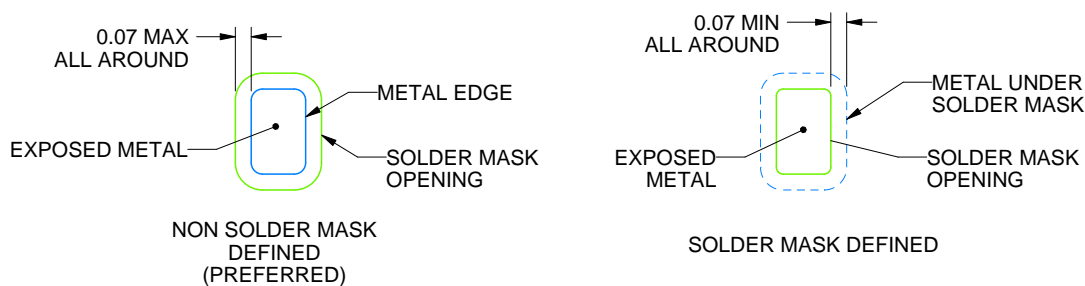 0.07 MAX
ALL AROUND
METAL EDGE
EXPOSED METAL
SOLDER MASK
OPENING
NON SOLDER MASK
DEFINED
(PREFERRED)
0.07 MIN
ALL AROUND
METAL UNDER
SOLDER MASK
EXPOSED
METAL
SOLDER MASK
OPENING
SOLDER MASK DEFINED